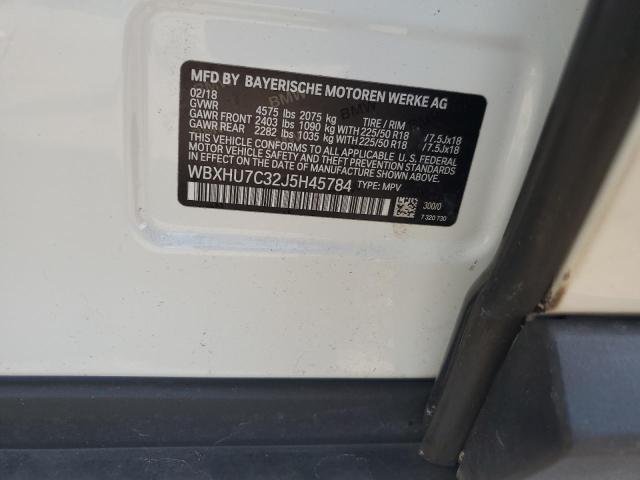 MFD BY BAYERISCHE MOTOREN WERKE AG
02/18
GVWR 4575 lbs 2075 kg TIRE / RIM
GAWR FRONT 2403 lbs 1090 kg WITH 225/50 R18 /7.5Jx18
GAWR REAR 2282 lbs 1035 kg WITH 225/50 R18 /7.5Jx18
THIS VEHICLE CONFORMS TO ALL APPLICABLE U.S. FEDERAL
MOTOR VEHICLE SAFETY AND THEFT PREVENTION STANDARDS
IN EFFECT ON THE DATE OF MANUFACTURE SHOWN ABOVE.
WBXHU7C32J5H45784 TYPE: MPV
300/0
7 320 730